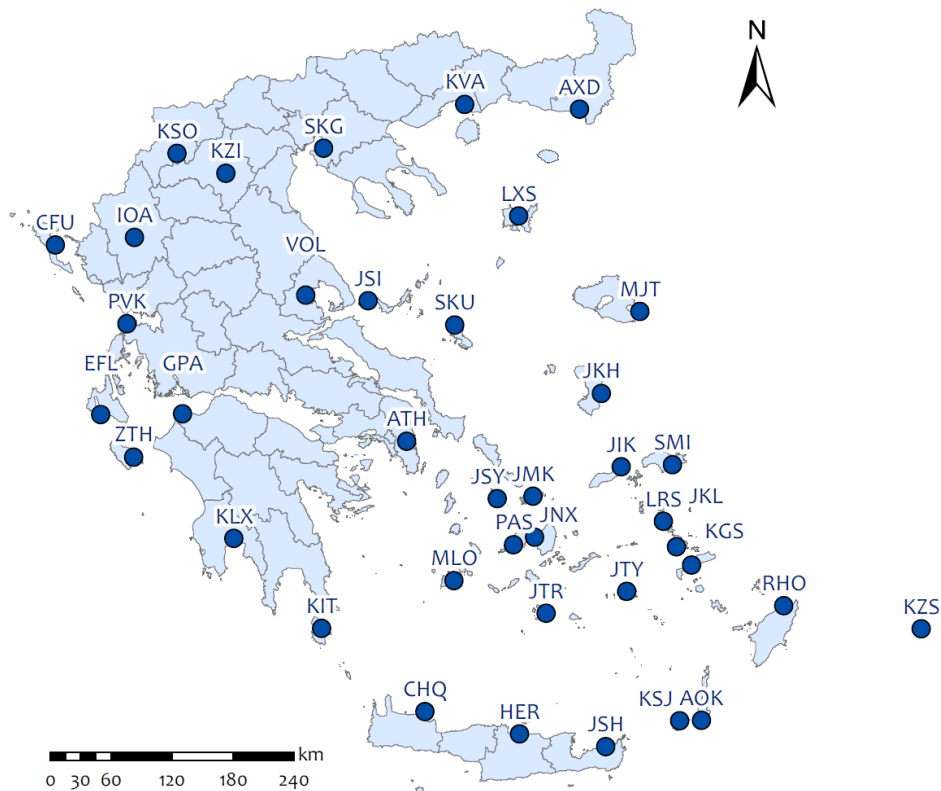 N
KVA
AXD
SKG
KSO
KZI
LXS
IOA
CFU
VOL
JSI
MJT
SKU
PVK
EFL
GPA
JKH
ATH
ZTH
JIK
SMI
JSY
JMK
LRS
JKL
PAS
JNX
KLX
KGS
MLO
JTY
JTR
RHO
KIT
KZS
CHQ
KSJ
AOK
HER
JSH
km
0 30 60 120 180 240